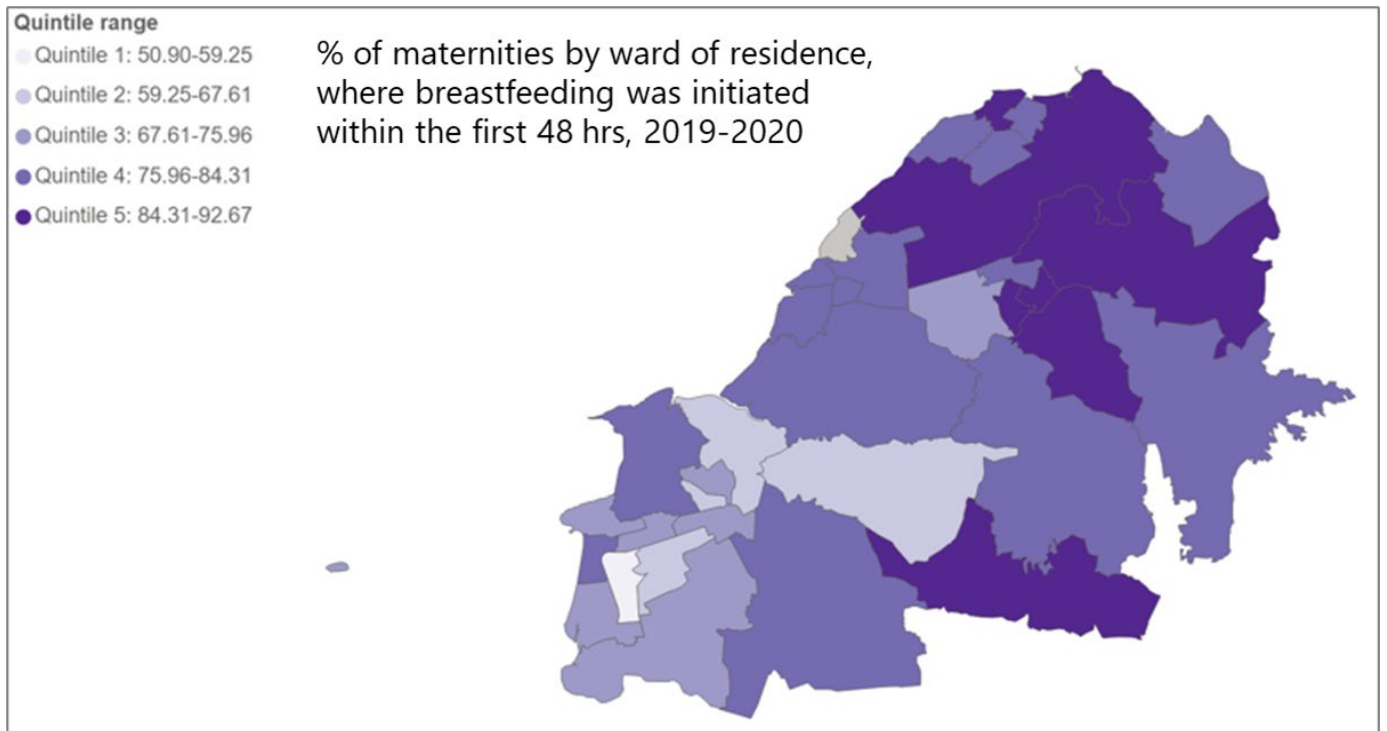 Quintile range
Quintile 1: 50.90-59.25
Quintile 2: 59.25-67.61
Quintile 3: 67.61-75.96
Quintile 4: 75.96-84.31
Quintile 5: 84.31-92.67
% of maternities by ward of residence,
where breastfeeding was initiated
within the first 48 hrs, 2019-2020